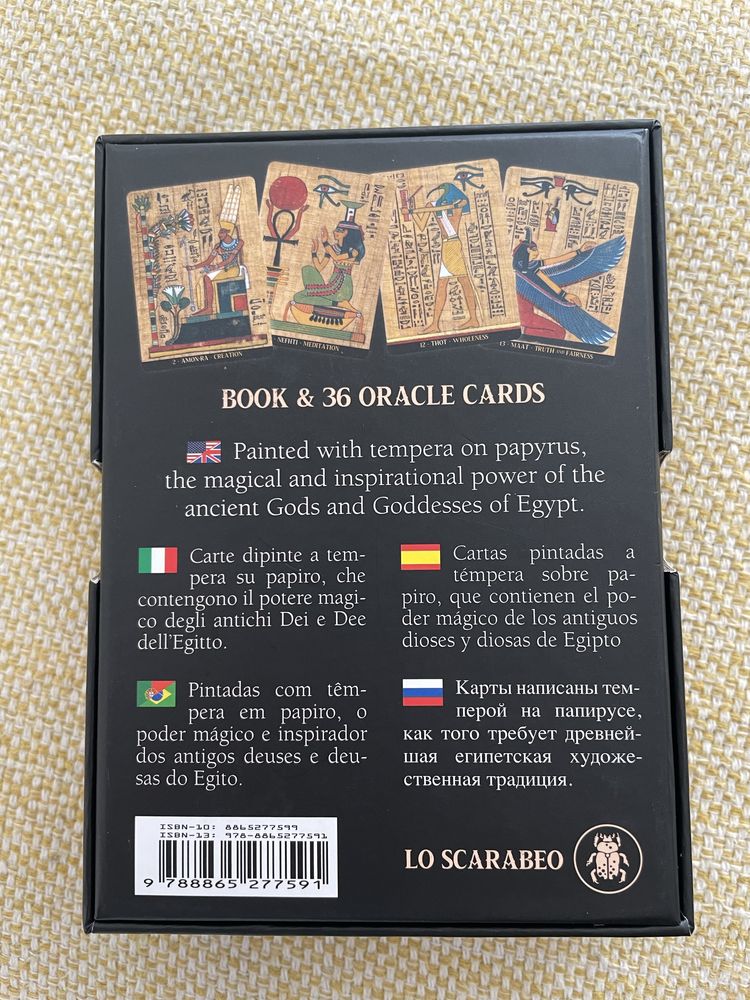 2 - AMON-RA - CREATION
NEFHTI - MEDITATION
12 - THOT - WHOLENESS
13 - MAAT - TRUTH AND FAIRNESS
BOOK & 36 ORACLE CARDS
Painted with tempera on papyrus,
the magical and inspirational power of the
ancient Gods and Goddesses of Egypt.
Carte dipinte a tem-
pera su papiro, che
contengono il potere magi-
co degli antichi Dei e Dee
dell'Egitto.
Cartas pintadas a
témpera sobre pa-
piro, que contienen el po-
der mágico de los antiguos
dioses y diosas de Egipto
Pintadas com têm-
pera em papiro, o
poder mágico e inspirador
dos antigos deuses e deu-
sas do Egito.
Карты написаны тем-
перой на папирусе,
как того требует древней-
шая египетская художе-
ственная традиция.
ISBN-10: 8865277599
ISBN-13: 978-8865277591
9 788865 277591
LO SCARABEO